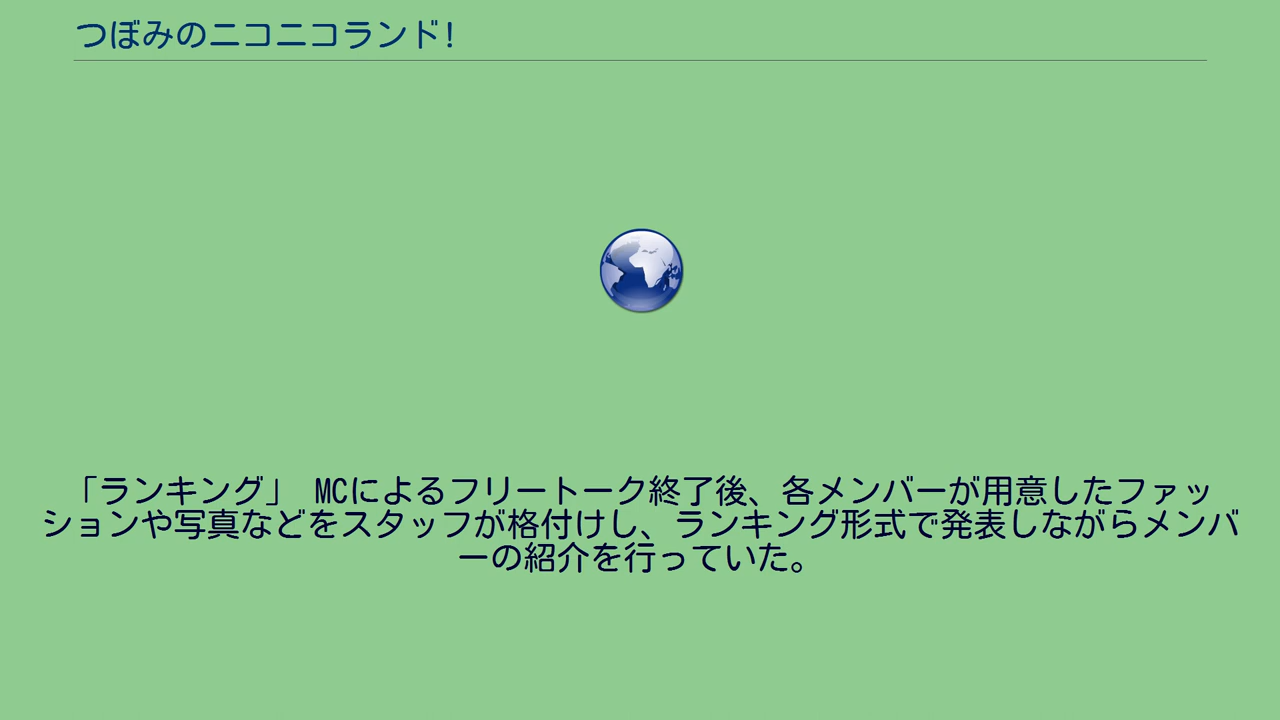 つぼみのニコニコランド!
「ランキング」 MCによるフリートーク終了後、各メンバーが用意したファッ
ションや写真などをスタッフが格付けし、ランキング形式で発表しながらメンバ
ーの紹介を行っていた。